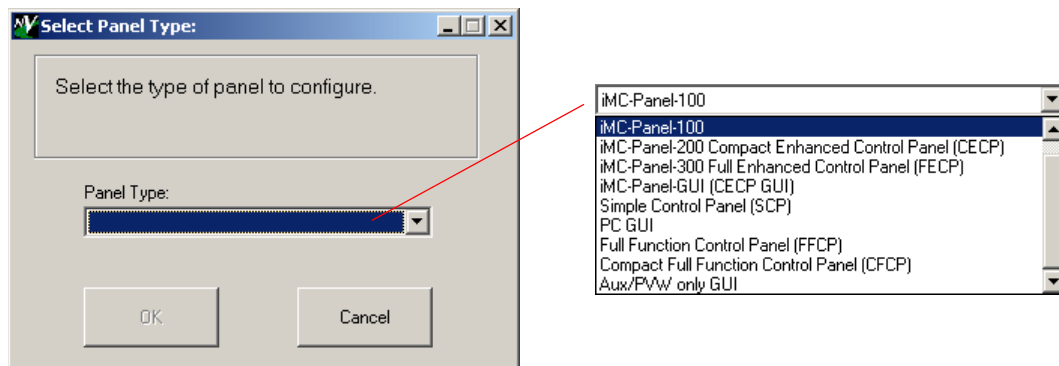 Select Panel Type:
Select the type of panel to configure.
Panel Type:
OK
Cancel
iMC-Panel-100
iMC-Panel-100
iMC-Panel-200 Compact Enhanced Control Panel (CECP)
iMC-Panel-300 Full Enhanced Control Panel (FECP)
iMC-Panel-GUI (CECP GUI)
Simple Control Panel (SCP)
PC GUI
Full Function Control Panel (FFCP)
Compact Full Function Control Panel (CFCP)
Aux/PVW only GUI